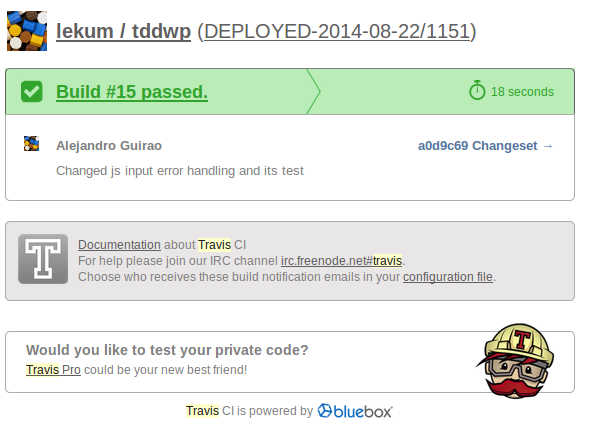 lekum / tddwp (DEPLOYED-2014-08-22/1151)
Build #15 passed.
18 seconds
Alejandro Guirao
a0d9c69 Changeset →
Changed js input error handling and its test
T
Documentation about Travis CI
For help please join our IRC channel irc.freenode.net#travis.
Choose who receives these build notification emails in your configuration file.
Would you like to test your private code?
Travis Pro could be your new best friend!
T
Travis CI is powered by bluebox